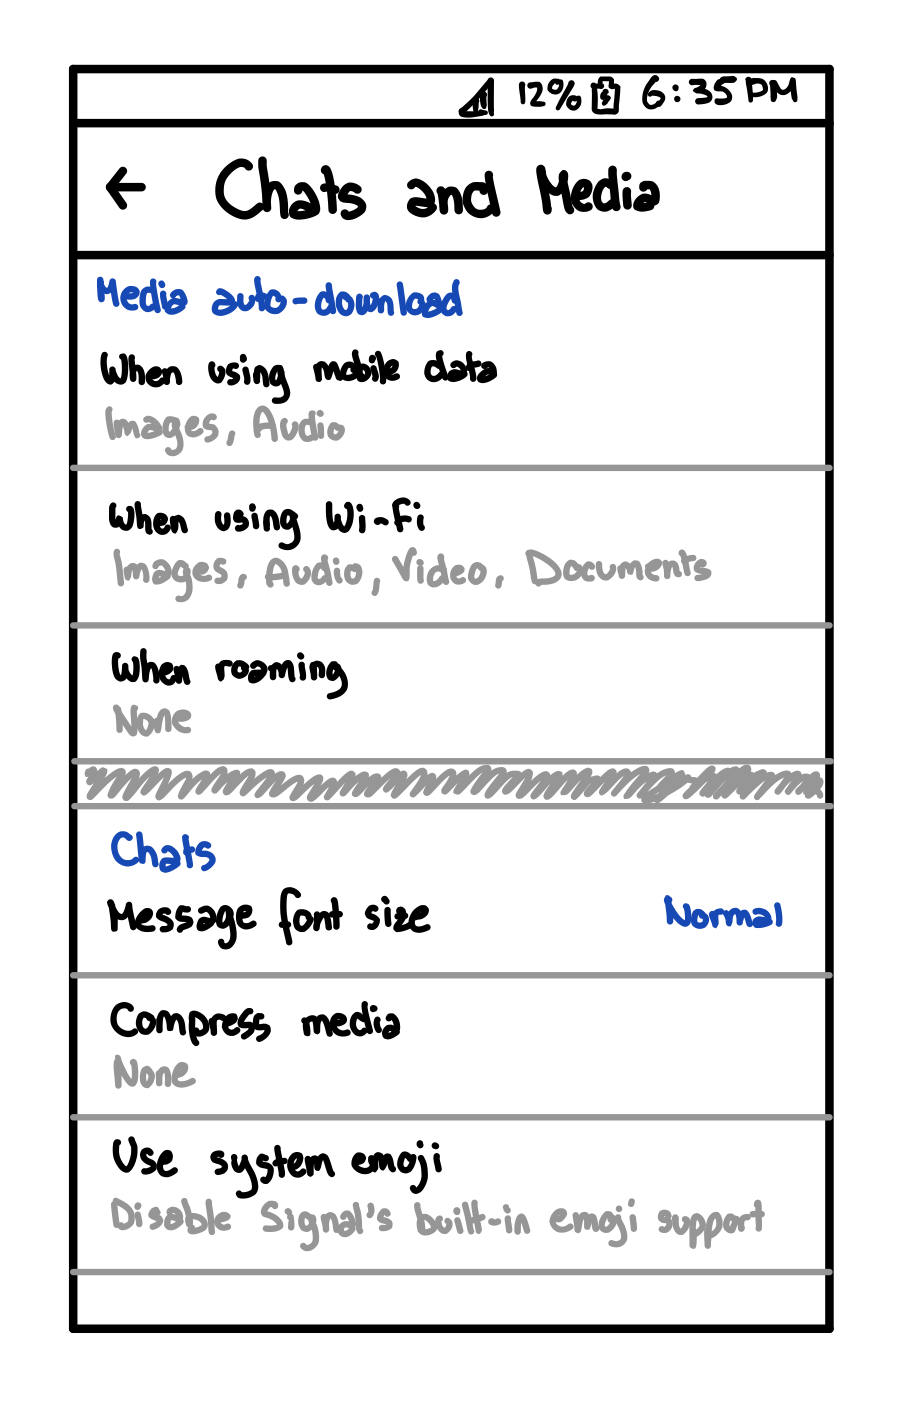 12% 6:35 PM
← Chats and Media
Media auto-download
When using mobile data
Images, Audio
When using Wi-Fi
Images, Audio, Video, Documents
When roaming
None
Chats
Message font size Normal
Compress media
None
Use system emoji
Disable Signal's built-in emoji support